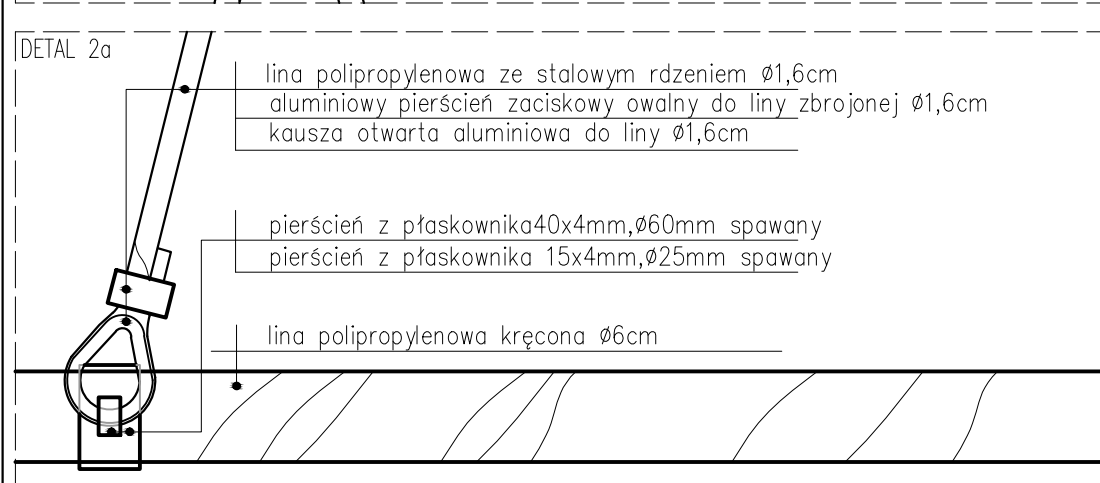 DETAL 2a
lina polipropylenowa ze stalowym rdzeniem ø1,6cm
aluminiowy pierścień zaciskowy owalny do liny zbrojonej ø1,6cm
kausza otwarta aluminiowa do liny ø1,6cm
pierścień z płaskownika40x4mm,ø60mm spawany
pierścień z płaskownika 15x4mm,ø25mm spawany
lina polipropylenowa kręcona ø6cm